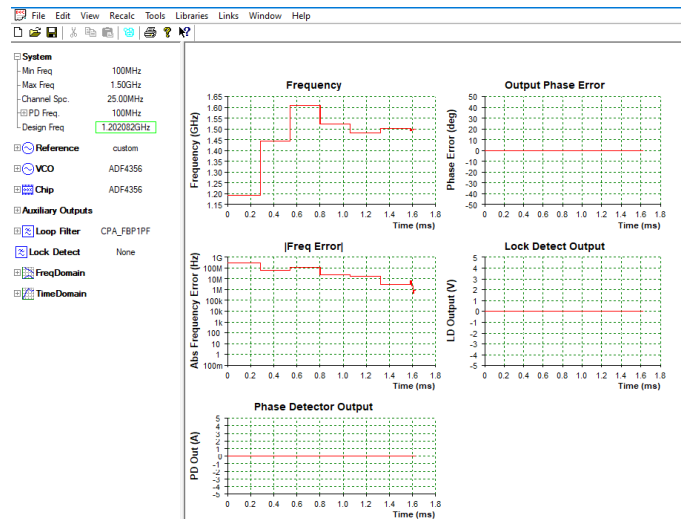 File Edit View Recalc Tools Libraries Links Window Help
System
Min Freq 100MHz
Max Freq 1.50GHz
Channel Spc. 25.00MHz
PD Freq. 100MHz
Design Freq 1.202082GHz
Reference custom
VCO ADF4356
Chip ADF4356
Auxiliary Outputs
Loop Filter CPA_FBP1PF
Lock Detect None
FreqDomain
TimeDomain
Frequency
Frequency (GHz)
1.65
1.60
1.55
1.50
1.45
1.40
1.35
1.30
1.25
1.20
1.15
0 0.2 0.4 0.6 0.8 1.0 1.2 1.4 1.6 1.8
Time (ms)
Output Phase Error
Phase Error (deg)
50
40
30
20
10
0
-10
-20
-30
-40
-50
0 0.2 0.4 0.6 0.8 1.0 1.2 1.4 1.6 1.8
Time (ms)
|Freq Error|
Abs Frequency Error (Hz)
1G
100M
10M
1M
100k
10k
1k
100
10
1
100m
0 0.2 0.4 0.6 0.8 1.0 1.2 1.4 1.6 1.8
Time (ms)
Lock Detect Output
LD Output (V)
5
4
3
2
1
0
-1
-2
-3
-4
-5
0 0.2 0.4 0.6 0.8 1.0 1.2 1.4 1.6 1.8
Time (ms)
Phase Detector Output
PD Out (A)
5
4
3
2
1
0
-1
-2
-3
-4
-5
0 0.2 0.4 0.6 0.8 1.0 1.2 1.4 1.6 1.8
Time (ms)